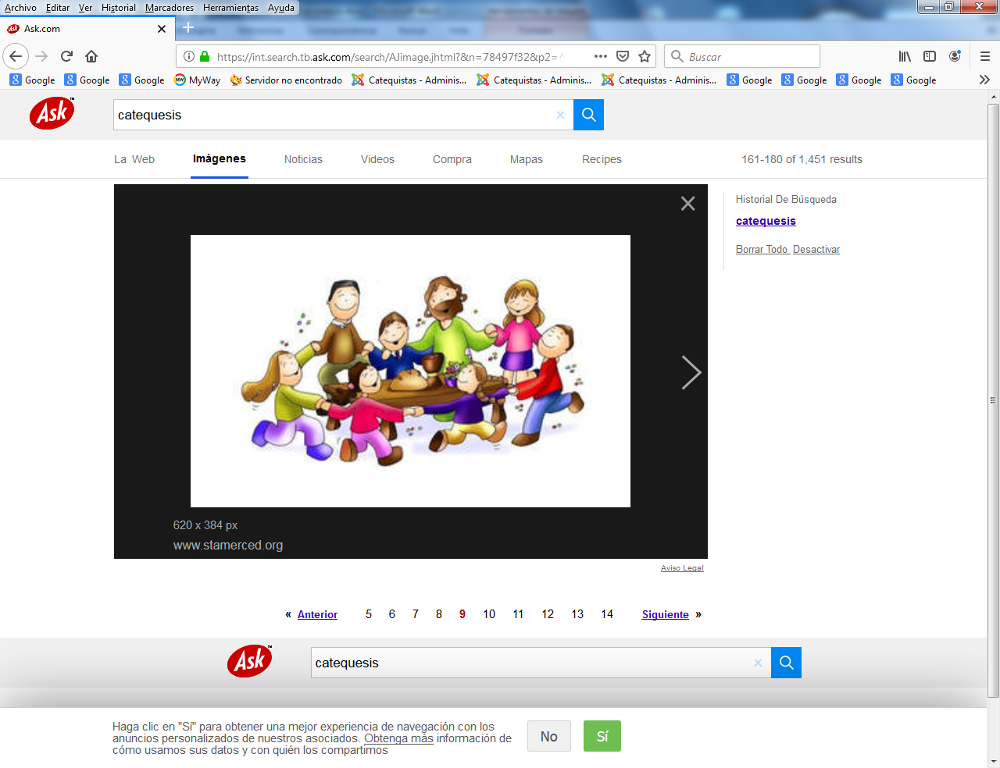 Archivo Editar Ver Historial Marcadores Herramientas Ayuda
Ask Ask.com
https://int.search.tb.ask.com/search/AJimage.jhtml?&n=78497f32&p2=^ Buscar
Google Google Google MyWay Servidor no encontrado Catequistas - Adminis... Catequistas - Adminis... Catequistas - Adminis... Google Google Google Google
Ask™ catequesis
La Web Imágenes Noticias Videos Compra Mapas Recipes 161-180 of 1,451 results
Historial De Búsqueda
catequesis
Borrar Todo Desactivar
620 x 384 px
www.stamerced.org
Aviso Legal
« Anterior 5 6 7 8 9 10 11 12 13 14 Siguiente »
Ask™ catequesis
Haga clic en "Sí" para obtener una mejor experiencia de navegación con los
anuncios personalizados de nuestros asociados. Obtenga más información de
cómo usamos sus datos y con quién los compartimos
No Sí